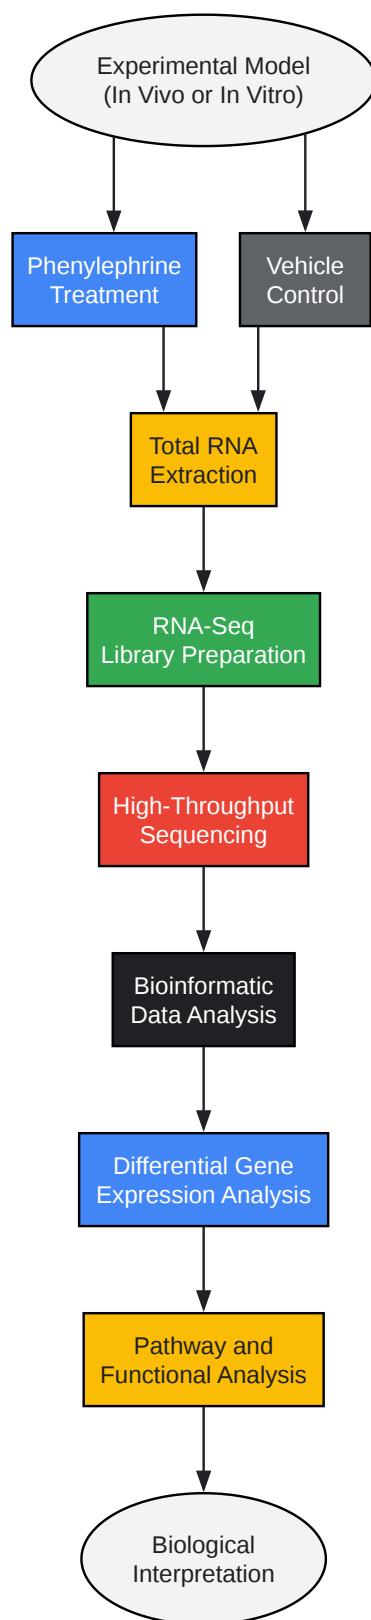 Experimental Model
(In Vivo or In Vitro)
Phenylephrine
Treatment
Vehicle
Control
Total RNA
Extraction
RNA-Seq
Library Preparation
High-Throughput
Sequencing
Bioinformatic
Data Analysis
Differential Gene
Expression Analysis
Pathway and
Functional Analysis
Biological
Interpretation